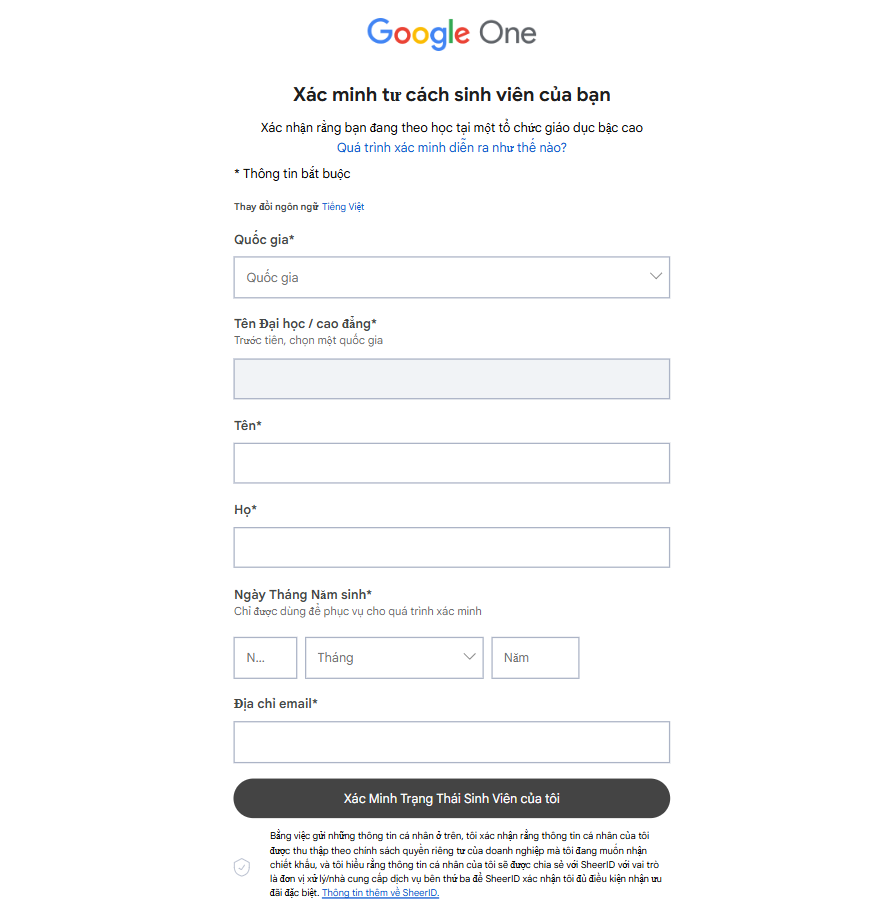 Google One
Xác minh tư cách sinh viên của bạn
Xác nhận rằng bạn đang theo học tại một tổ chức giáo dục bậc cao
Quá trình xác minh diễn ra như thế nào?
* Thông tin bắt buộc
Thay đổi ngôn ngữ Tiếng Việt
Quốc gia*
Quốc gia
Tên Đại học / cao đẳng*
Trước tiên, chọn một quốc gia
Tên*
Họ*
Ngày Tháng Năm sinh*
Chỉ được dùng để phục vụ cho quá trình xác minh
N... Tháng Năm
Địa chỉ email*
Xác Minh Trạng Thái Sinh Viên của tôi
Bằng việc gửi những thông tin cá nhân ở trên, tôi xác nhận rằng thông tin cá nhân của tôi
được thu thập theo chính sách quyền riêng tư của doanh nghiệp mà tôi đang muốn nhận
chiết khấu, và tôi hiểu rằng thông tin cá nhân của tôi sẽ được chia sẻ với SheerID với vai trò
là đơn vị xử lý/nhà cung cấp dịch vụ bên thứ ba để SheerID xác nhận tôi đủ điều kiện nhận ưu
đãi đặc biệt. Thông tin thêm về SheerID.